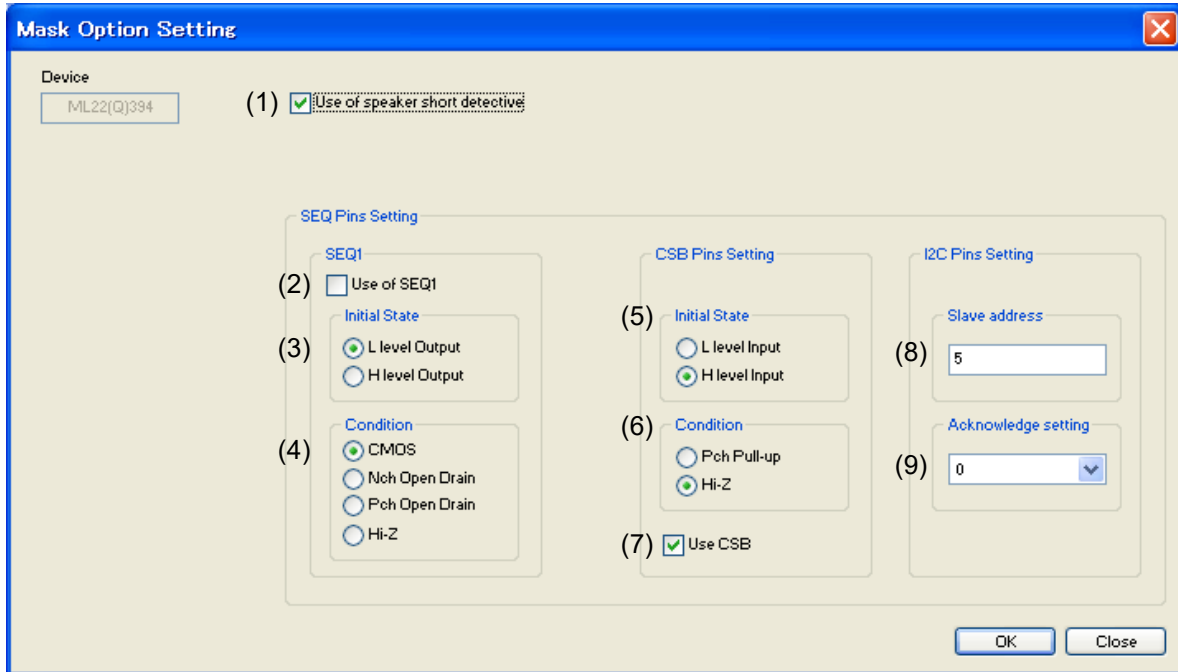 Mask Option Setting
Device
ML22(Q)394
(1) Use of speaker short detective
SEQ Pins Setting
SEQ1
(2) Use of SEQ1
Initial State
(3) L level Output
H level Output
Condition
(4) CMOS
Nch Open Drain
Pch Open Drain
Hi-Z
CSB Pins Setting
(5) Initial State
L level Input
H level Input
(6) Condition
Pch Pull-up
Hi-Z
(7) Use CSB
I2C Pins Setting
Slave address
(8) 5
Acknowledge setting
(9) 0
OK
Close